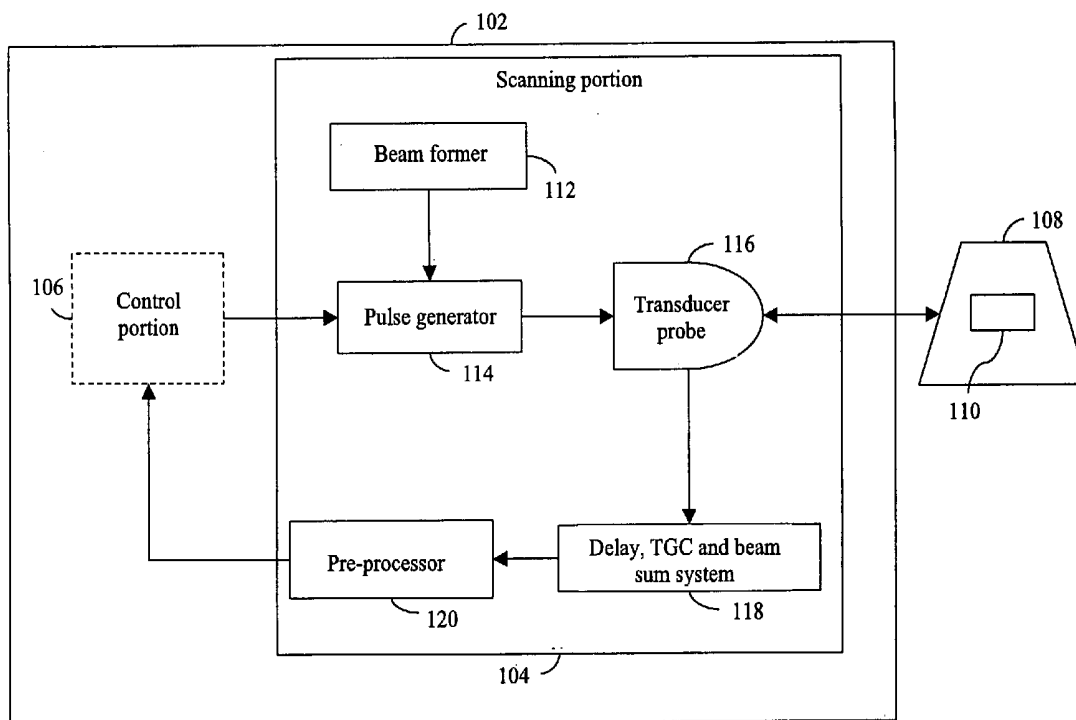 102
Scanning portion
Beam former
112
108
116
106
Control
portion
Pulse generator
114
Transducer
probe
110
Pre-processor
120
Delay, TGC and beam
sum system
118
104